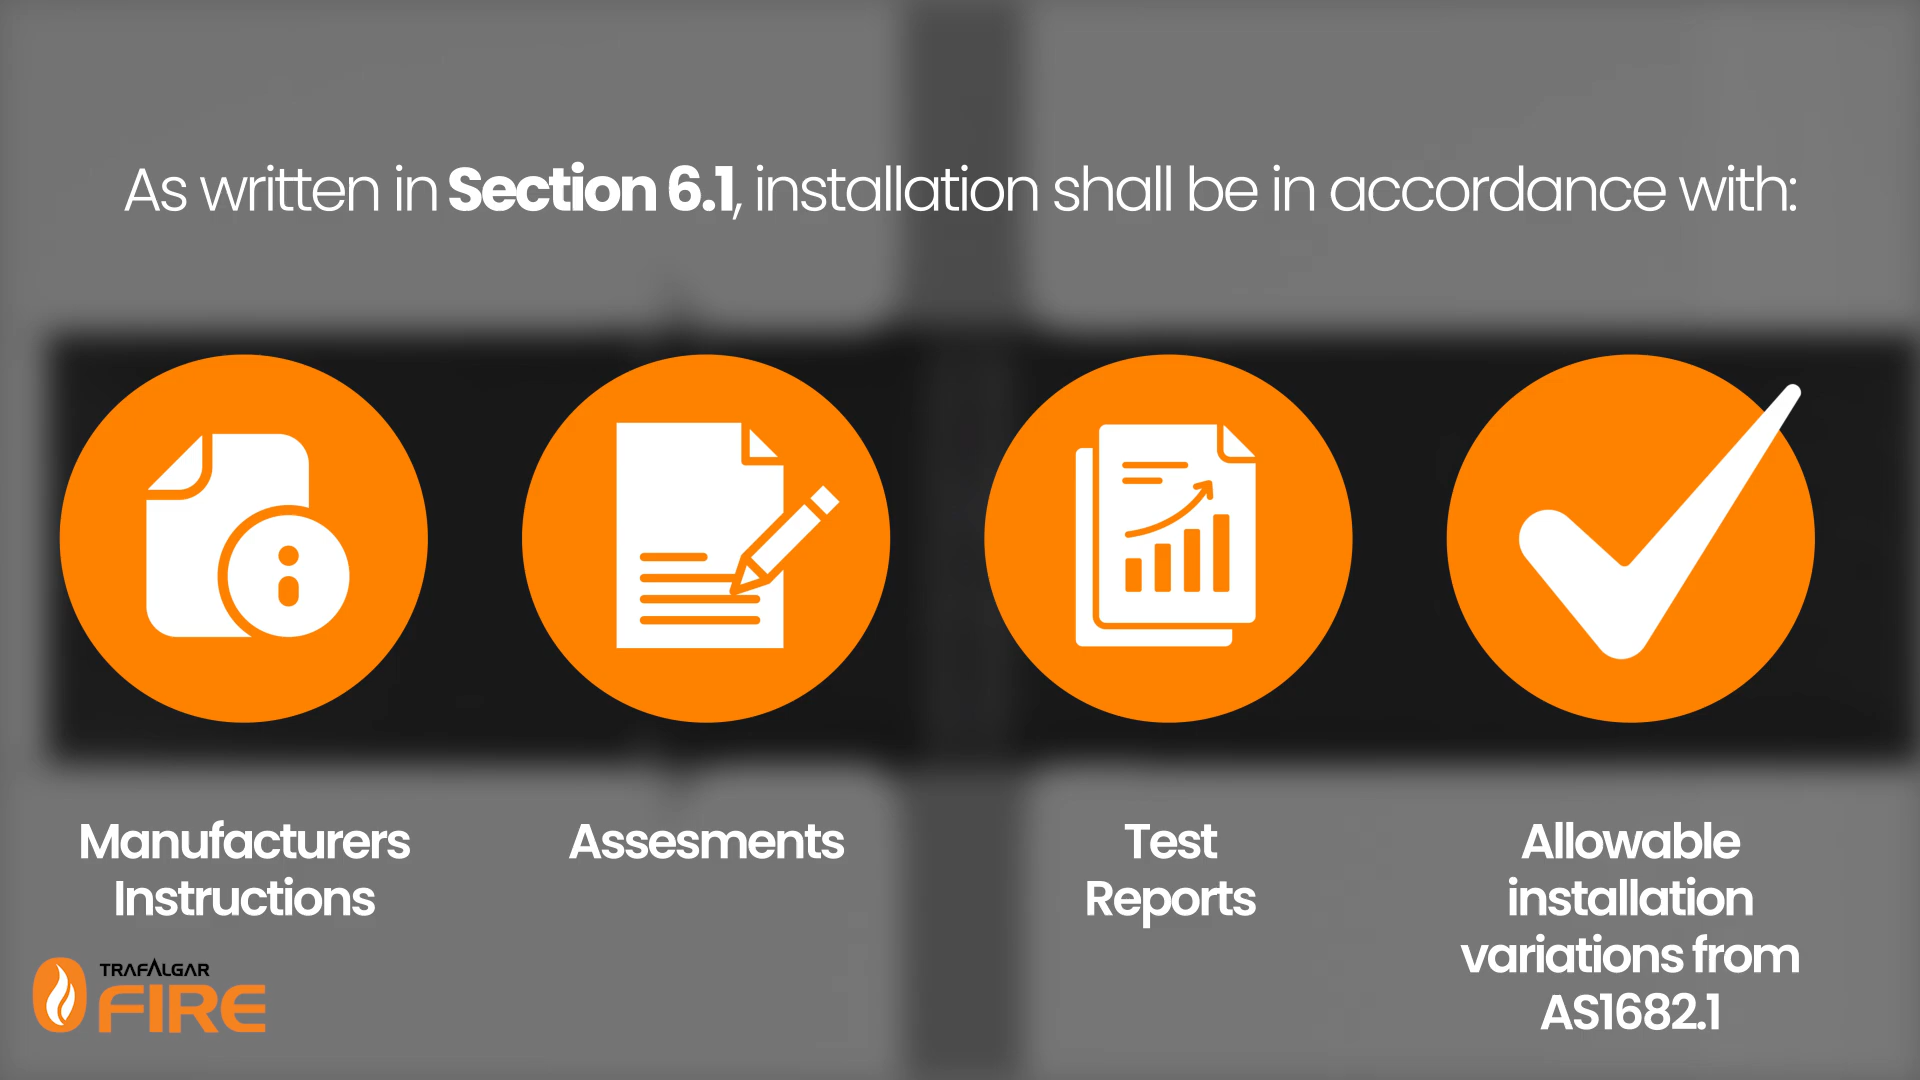 As written in Section 6.1, installation shall be in accordance with:
Manufacturers
Instructions
Assesments
Test
Reports
Allowable
installation
variations from
AS1682.1
TRAFALGAR
FIRE